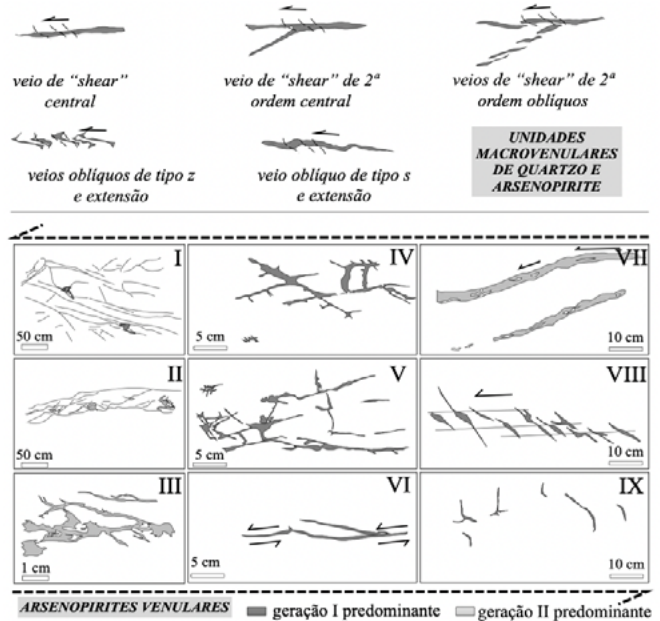 veio de “shear”
central
veio de “shear” de 2ª
ordem central
veios de “shear” de 2ª
ordem oblíquos
veios oblíquos de tipo z
e extensão
veio oblíquo de tipo s
e extensão
UNIDADES
MACROVENULARES
DE QUARTZO E
ARSENOPIRITE
I
50 cm
IV
5 cm
VII
10 cm
II
50 cm
V
5 cm
VIII
10 cm
III
1 cm
VI
5 cm
IX
10 cm
ARSENOPIRITES VENULARES
geração I predominante
geração II predominante